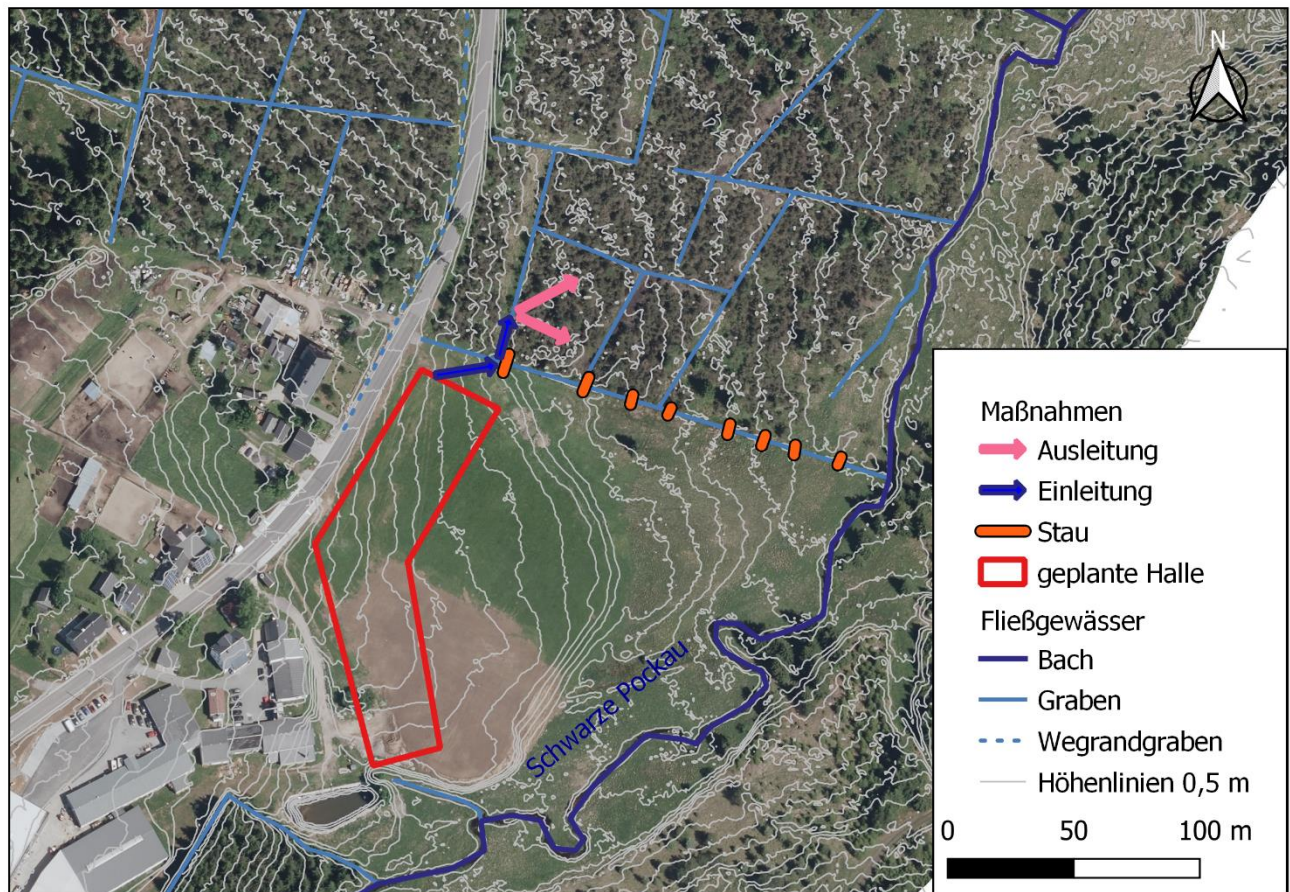 N
Schwarze Pockau
Maßnahmen
Ausleitung
Einleitung
Stau
geplante Halle
Fließgewässer
Bach
Graben
Wegrandgraben
Höhenlinien 0,5 m
0 50 100 m